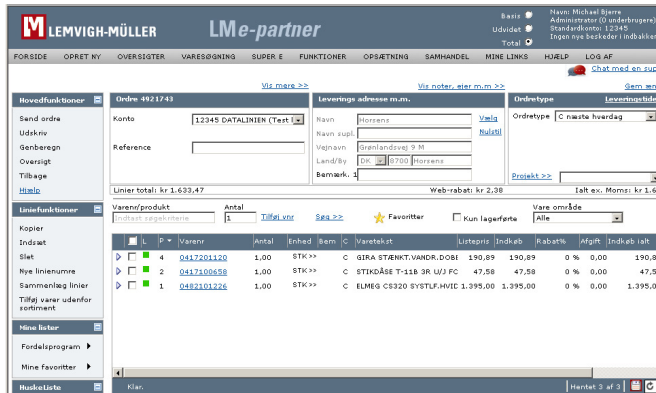 LEMVIGH-MÜLLER
LM e-partner
Basis
Udvidet
Total
Navn: Michael Bjerre
Administrator (0 underbrugere)
Standardkonto: 12345
Ingen nye beskeder i indbakken
FORSIDE OPRET NY OVERSIGTER VARESØGNING SUPER E FUNKTIONER OPSÆTNING SAMHANDEL MINE LINKS HJÆLP LOG AF
Chat med en sup
Vis mere >> Vis noter, ejer m.m >> Gem æn
Hovedfunktioner
Send ordre
Udskriv
Genberegn
Oversigt
Tilbage
Hjælp
Ordre 4921743
Konto 12345 DATALINIEN (Test
Reference
Leverings adresse m.m.
Navn Horsens Vælg
Navn supl. Nulstil
Vejnavn Grønlandsvej 9 M
Land/By DK 8700 Horsens
Bemærk. 1
Ordretype Leveringstide
Ordretype C næste hverdag
Projekt >>
Linier total: kr 1.633,47 Web-rabat: kr 2,38 Ialt ex. Moms: kr 1.6
Liniefunktioner
Kopier
Indsæt
Slet
Nye linienumre
Sammenlæg linier
Tilføj varer udenfor
sortiment
Varenr/produkt Antal Vare område
Indtast søgekriterie 1 Tilføj vnr Søg >> Favoritter Kun lagerførte Alle
L P Varenr Antal Enhed Bem C Varetekst Listepris Indkøb Rabat% Afgift Indkøb ialt
4 0417201120 1,00 STK >> C GIRA STÆNKT.VANDR.DOBE 190,89 190,89 0 % 0,00 190,8
2 0417100658 1,00 STK >> C STIKDÅSE T-11B 3R U/J FC 47,58 47,58 0 % 0,00 47,5
1 0482101226 1,00 STK >> C ELMEG CS320 SYSTLF.HVID 1.395,00 1.395,00 0 % 0,00 1.395,0
Mine lister
Fordelsprogram
Mine favoritter
HuskeListe
Klar. Hentet 3 af 3